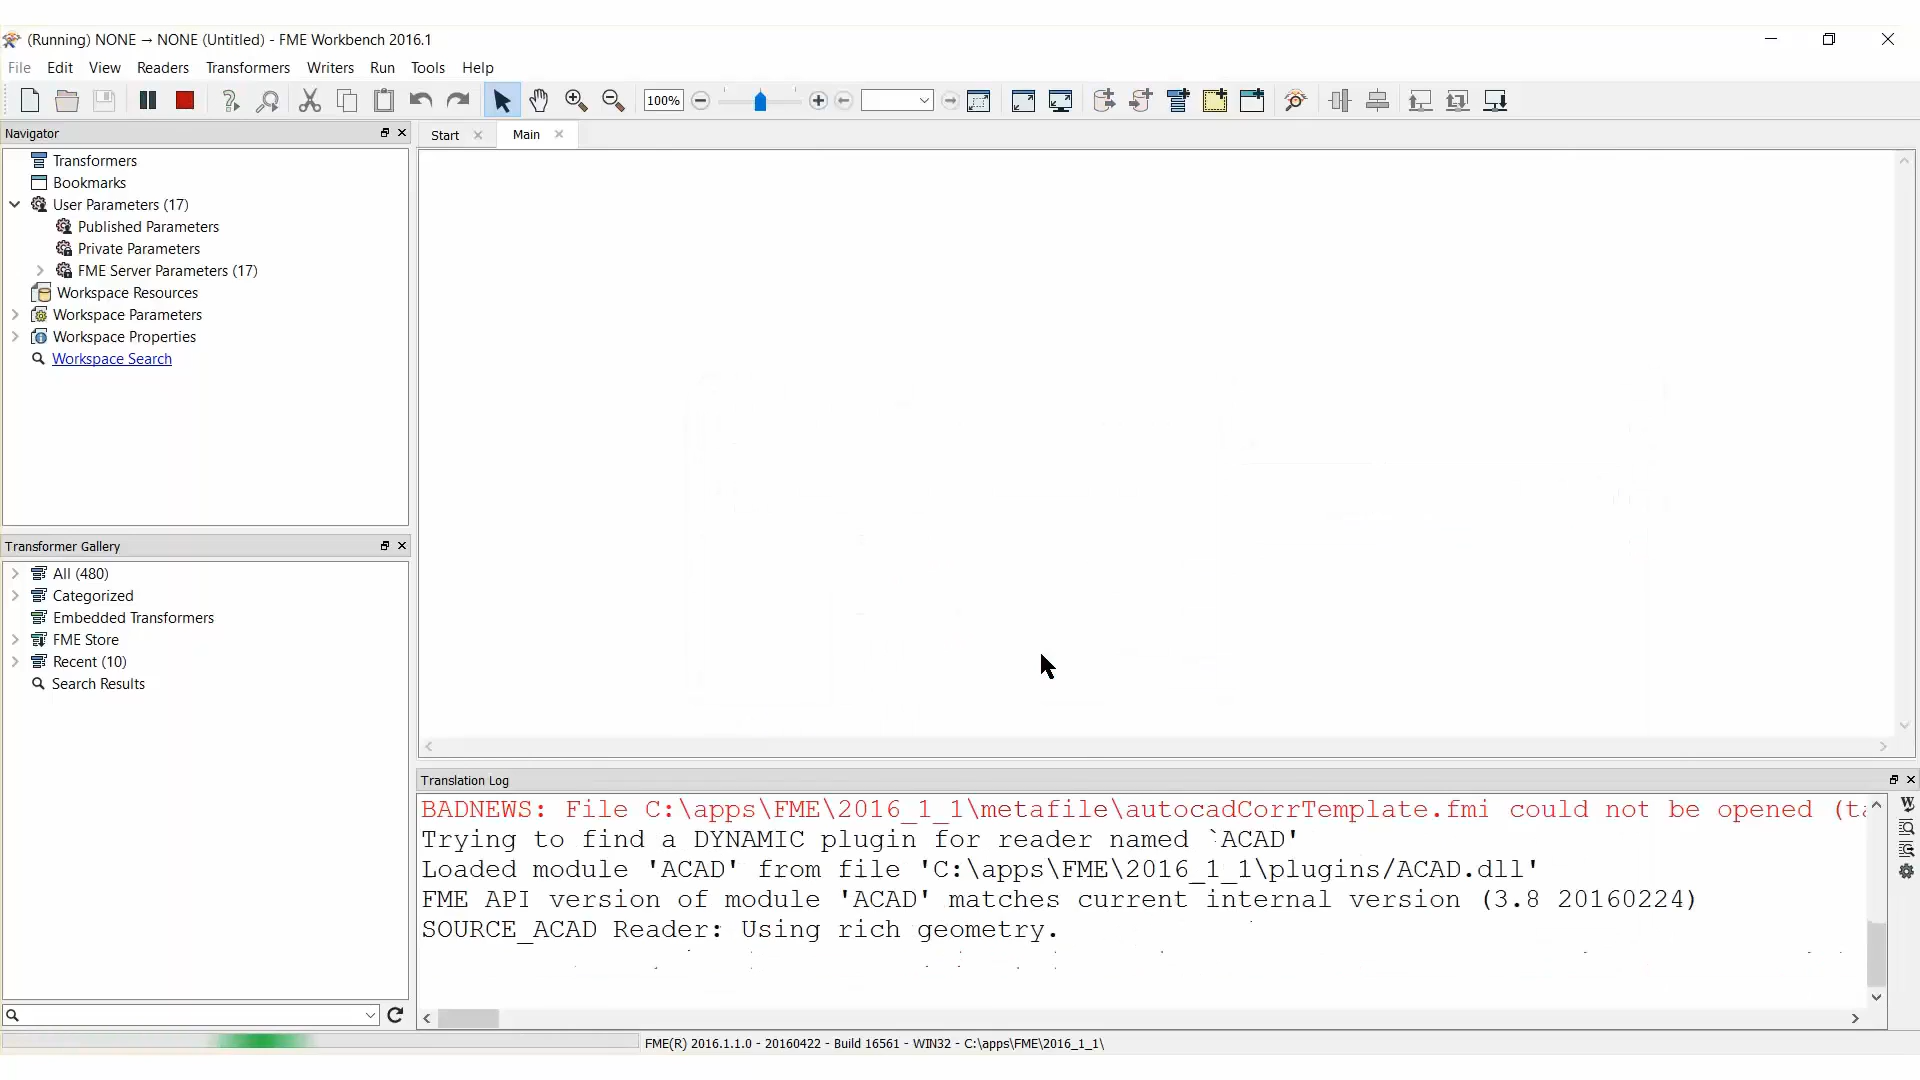 (Running) NONE → NONE (Untitled) - FME Workbench 2016.1
File Edit View Readers Transformers Writers Run Tools Help
100%
Navigator
Transformers
Bookmarks
User Parameters (17)
Published Parameters
Private Parameters
FME Server Parameters (17)
Workspace Resources
Workspace Parameters
Workspace Properties
Workspace Search
Transformer Gallery
All (480)
Categorized
Embedded Transformers
FME Store
Recent (10)
Search Results
Start Main
Translation Log
BADNEWS: File C:\apps\FME\2016_1_1\metafile\autocadCorrTemplate.fmi could not be opened
Trying to find a DYNAMIC plugin for reader named `ACAD'
Loaded module 'ACAD' from file 'C:\apps\FME\2016_1_1\plugins/ACAD.dll'
FME API version of module 'ACAD' matches current internal version (3.8 20160224)
SOURCE_ACAD Reader: Using rich geometry.
FME(R) 2016.1.1.0 - 20160422 - Build 16561 - WIN32 - C:\apps\FME\2016_1_1\